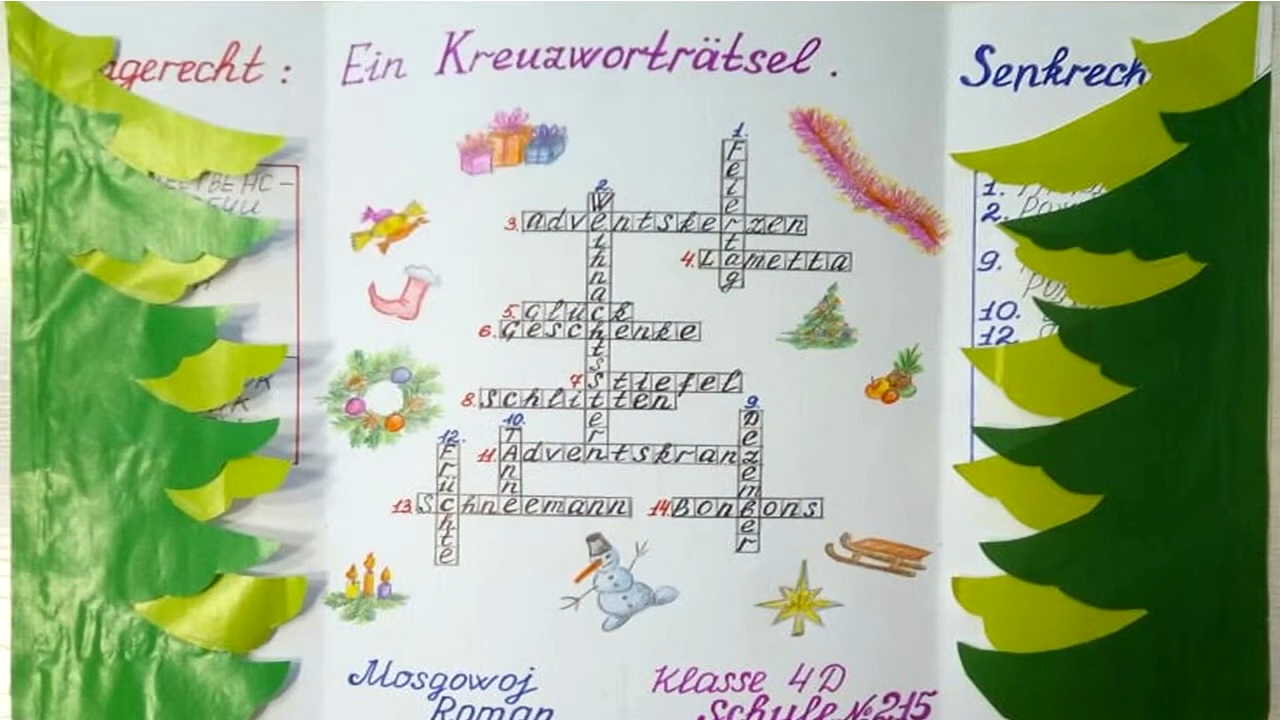 Ein Kreuzworträtsel.
agerecht:
Senkrech
1.
Feiertag
2.
Weihnachtsster
3. adventskerzen
4. Lametta
5. Glück
6. Geschenke
7. Stiefel
8. Schlitten
9.
Dezember
10.
TAnne
11. Adventskranz
12.
Früchte
13. Schneemann
14 Bonbons
1.
2.
9.
10.
12.
Mosgowoj
Roman
Klasse 4D
Schule №215